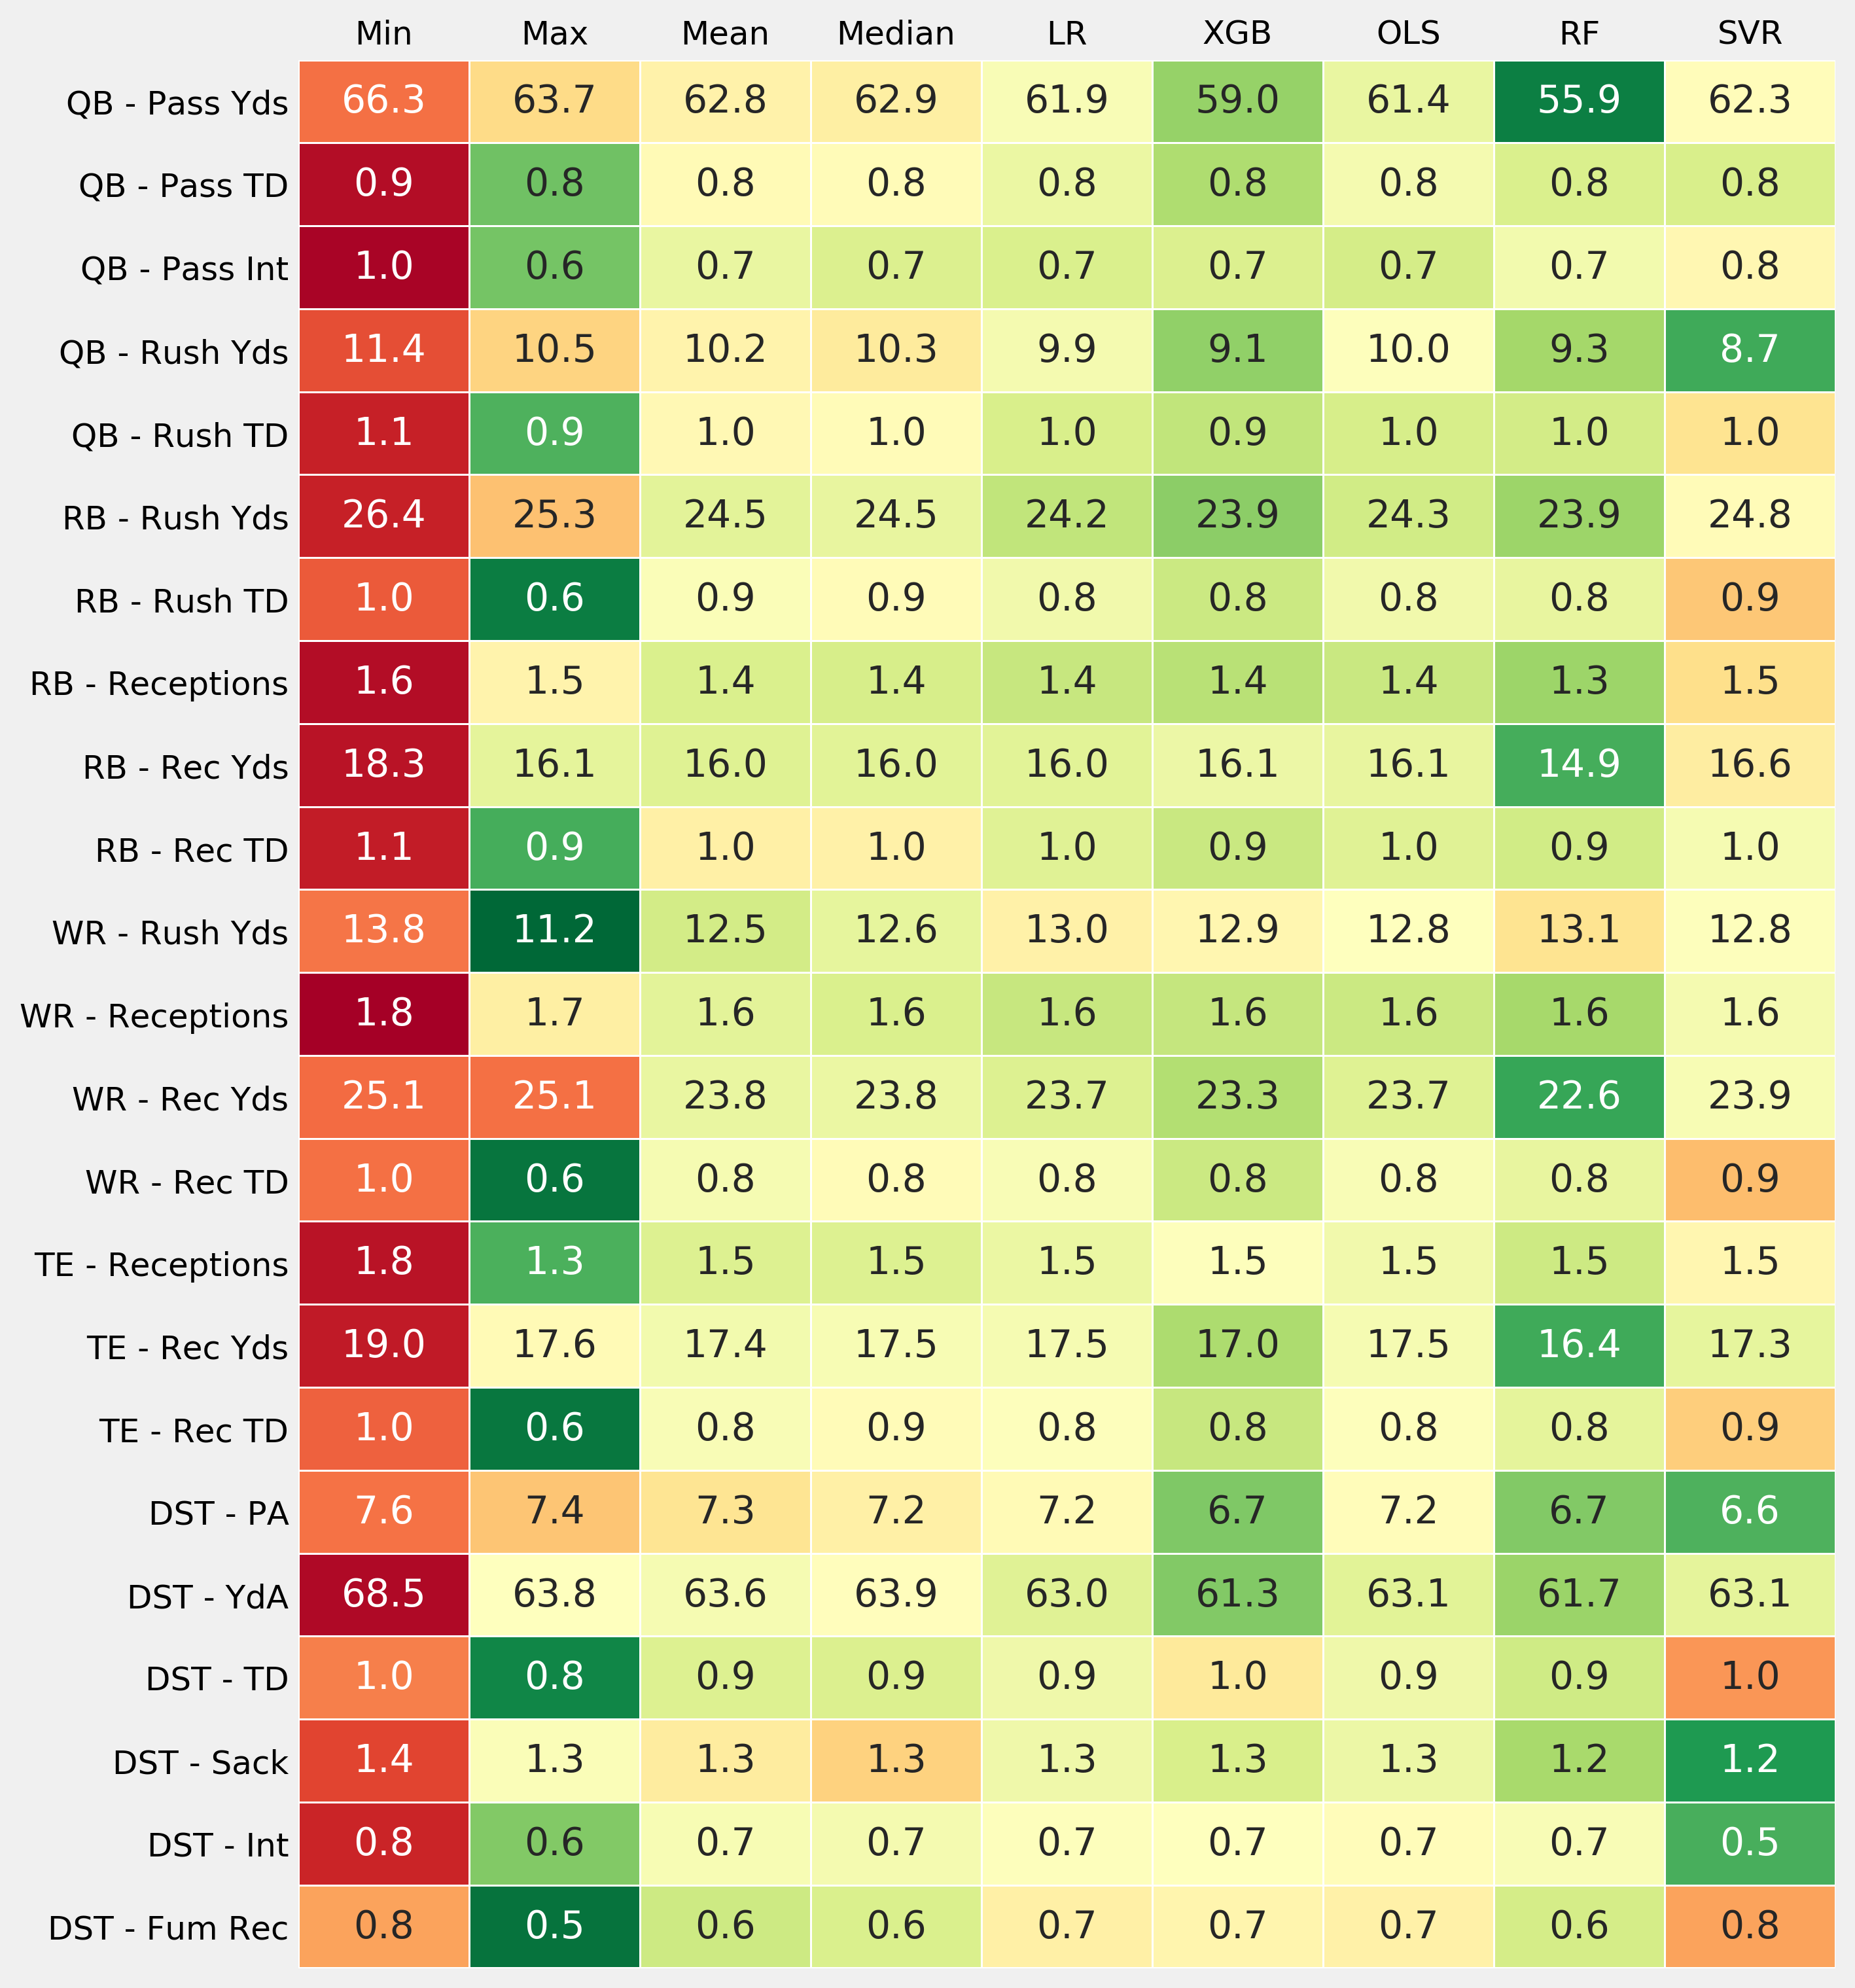 Min Max Mean Median LR XGB OLS RF SVR
QB - Pass Yds 66.3 63.7 62.8 62.9 61.9 59.0 61.4 55.9 62.3
QB - Pass TD 0.9 0.8 0.8 0.8 0.8 0.8 0.8 0.8 0.8
QB - Pass Int 1.0 0.6 0.7 0.7 0.7 0.7 0.7 0.7 0.8
QB - Rush Yds 11.4 10.5 10.2 10.3 9.9 9.1 10.0 9.3 8.7
QB - Rush TD 1.1 0.9 1.0 1.0 1.0 0.9 1.0 1.0 1.0
RB - Rush Yds 26.4 25.3 24.5 24.5 24.2 23.9 24.3 23.9 24.8
RB - Rush TD 1.0 0.6 0.9 0.9 0.8 0.8 0.8 0.8 0.9
RB - Receptions 1.6 1.5 1.4 1.4 1.4 1.4 1.4 1.3 1.5
RB - Rec Yds 18.3 16.1 16.0 16.0 16.0 16.1 16.1 14.9 16.6
RB - Rec TD 1.1 0.9 1.0 1.0 1.0 0.9 1.0 0.9 1.0
WR - Rush Yds 13.8 11.2 12.5 12.6 13.0 12.9 12.8 13.1 12.8
WR - Receptions 1.8 1.7 1.6 1.6 1.6 1.6 1.6 1.6 1.6
WR - Rec Yds 25.1 25.1 23.8 23.8 23.7 23.3 23.7 22.6 23.9
WR - Rec TD 1.0 0.6 0.8 0.8 0.8 0.8 0.8 0.8 0.9
TE - Receptions 1.8 1.3 1.5 1.5 1.5 1.5 1.5 1.5 1.5
TE - Rec Yds 19.0 17.6 17.4 17.5 17.5 17.0 17.5 16.4 17.3
TE - Rec TD 1.0 0.6 0.8 0.9 0.8 0.8 0.8 0.8 0.9
DST - PA 7.6 7.4 7.3 7.2 7.2 6.7 7.2 6.7 6.6
DST - YdA 68.5 63.8 63.6 63.9 63.0 61.3 63.1 61.7 63.1
DST - TD 1.0 0.8 0.9 0.9 0.9 1.0 0.9 0.9 1.0
DST - Sack 1.4 1.3 1.3 1.3 1.3 1.3 1.3 1.2 1.2
DST - Int 0.8 0.6 0.7 0.7 0.7 0.7 0.7 0.7 0.5
DST - Fum Rec 0.8 0.5 0.6 0.6 0.7 0.7 0.7 0.6 0.8